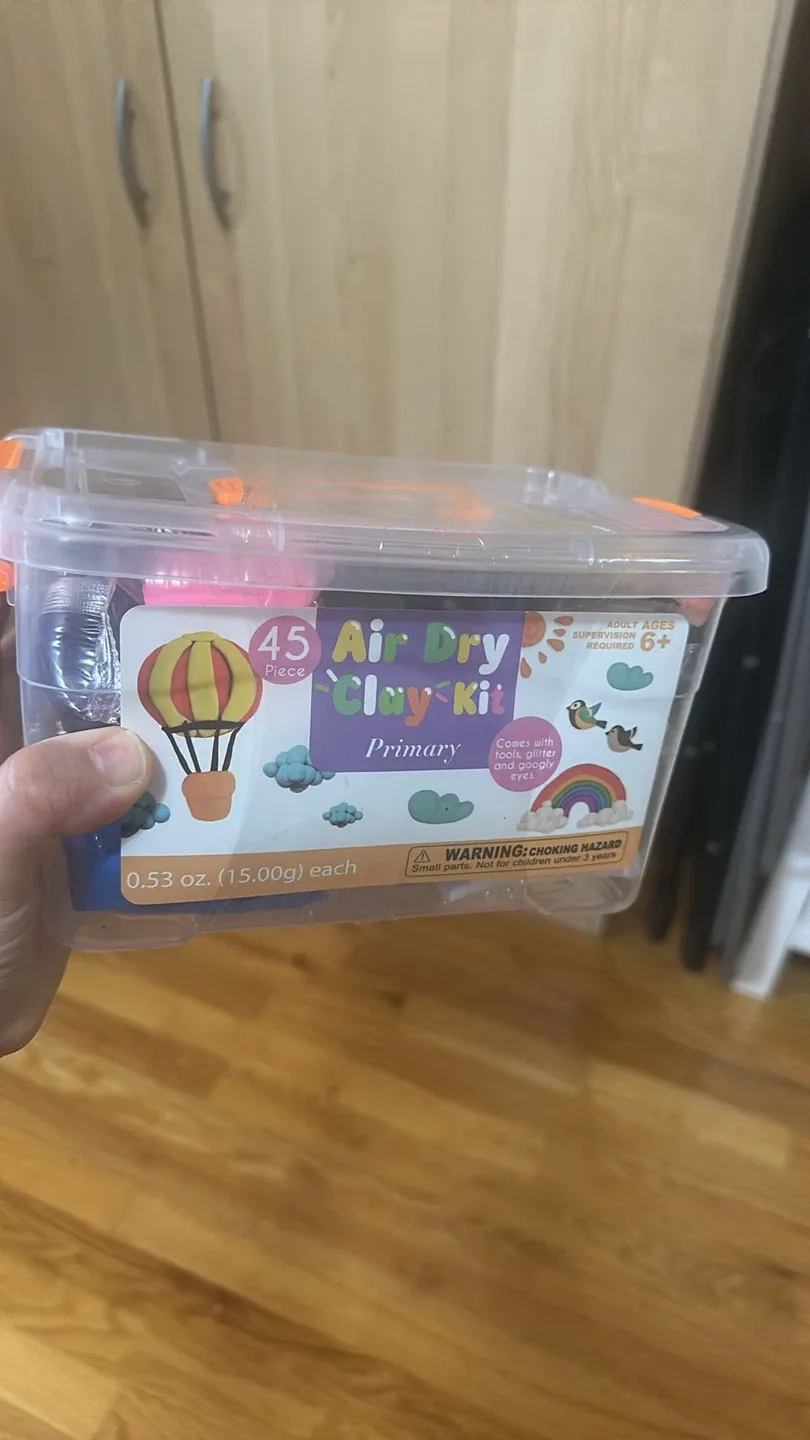 45
Piece
Air Dry
Clay Kit
Primary
ADULT
SUPERVISION
REQUIRED
AGES
6+
Comes with
tools, glitter
and googly
eyes.
0.53 oz. (15.00g) each
WARNING: CHOKING HAZARD
Small parts. Not for children under 3 years